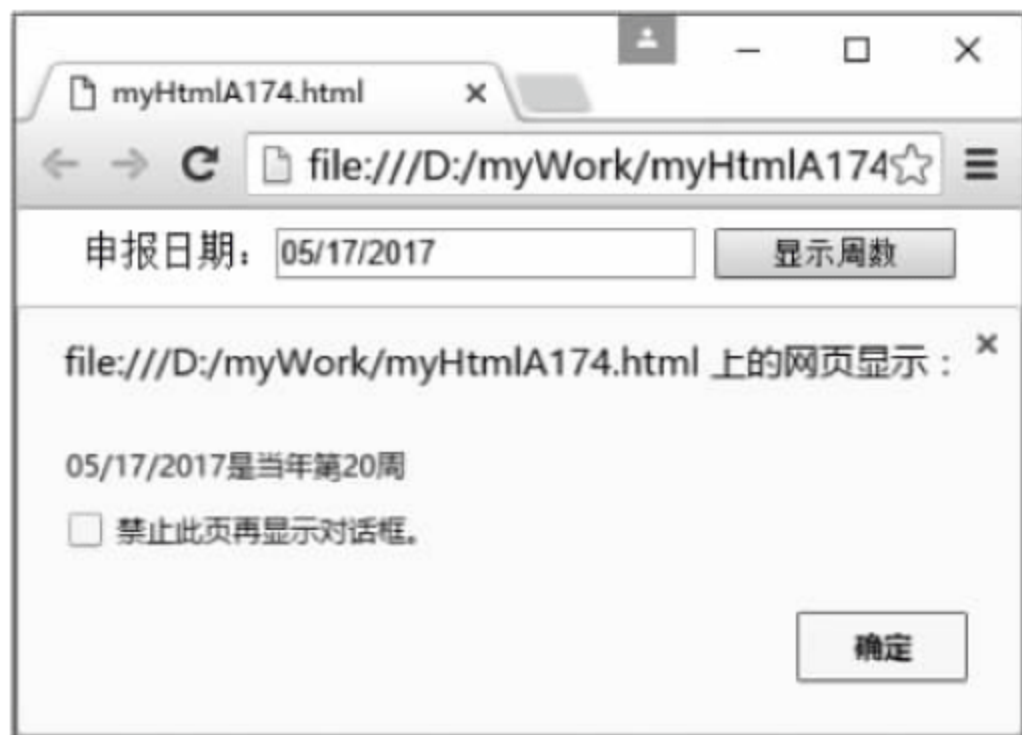 myHtmlA174.html
file:///D:/myWork/myHtmlA174
申报日期： 05/17/2017 显示周数
file:///D:/myWork/myHtmlA174.html 上的网页显示：
05/17/2017是当年第20周
禁止此页再显示对话框。
确定